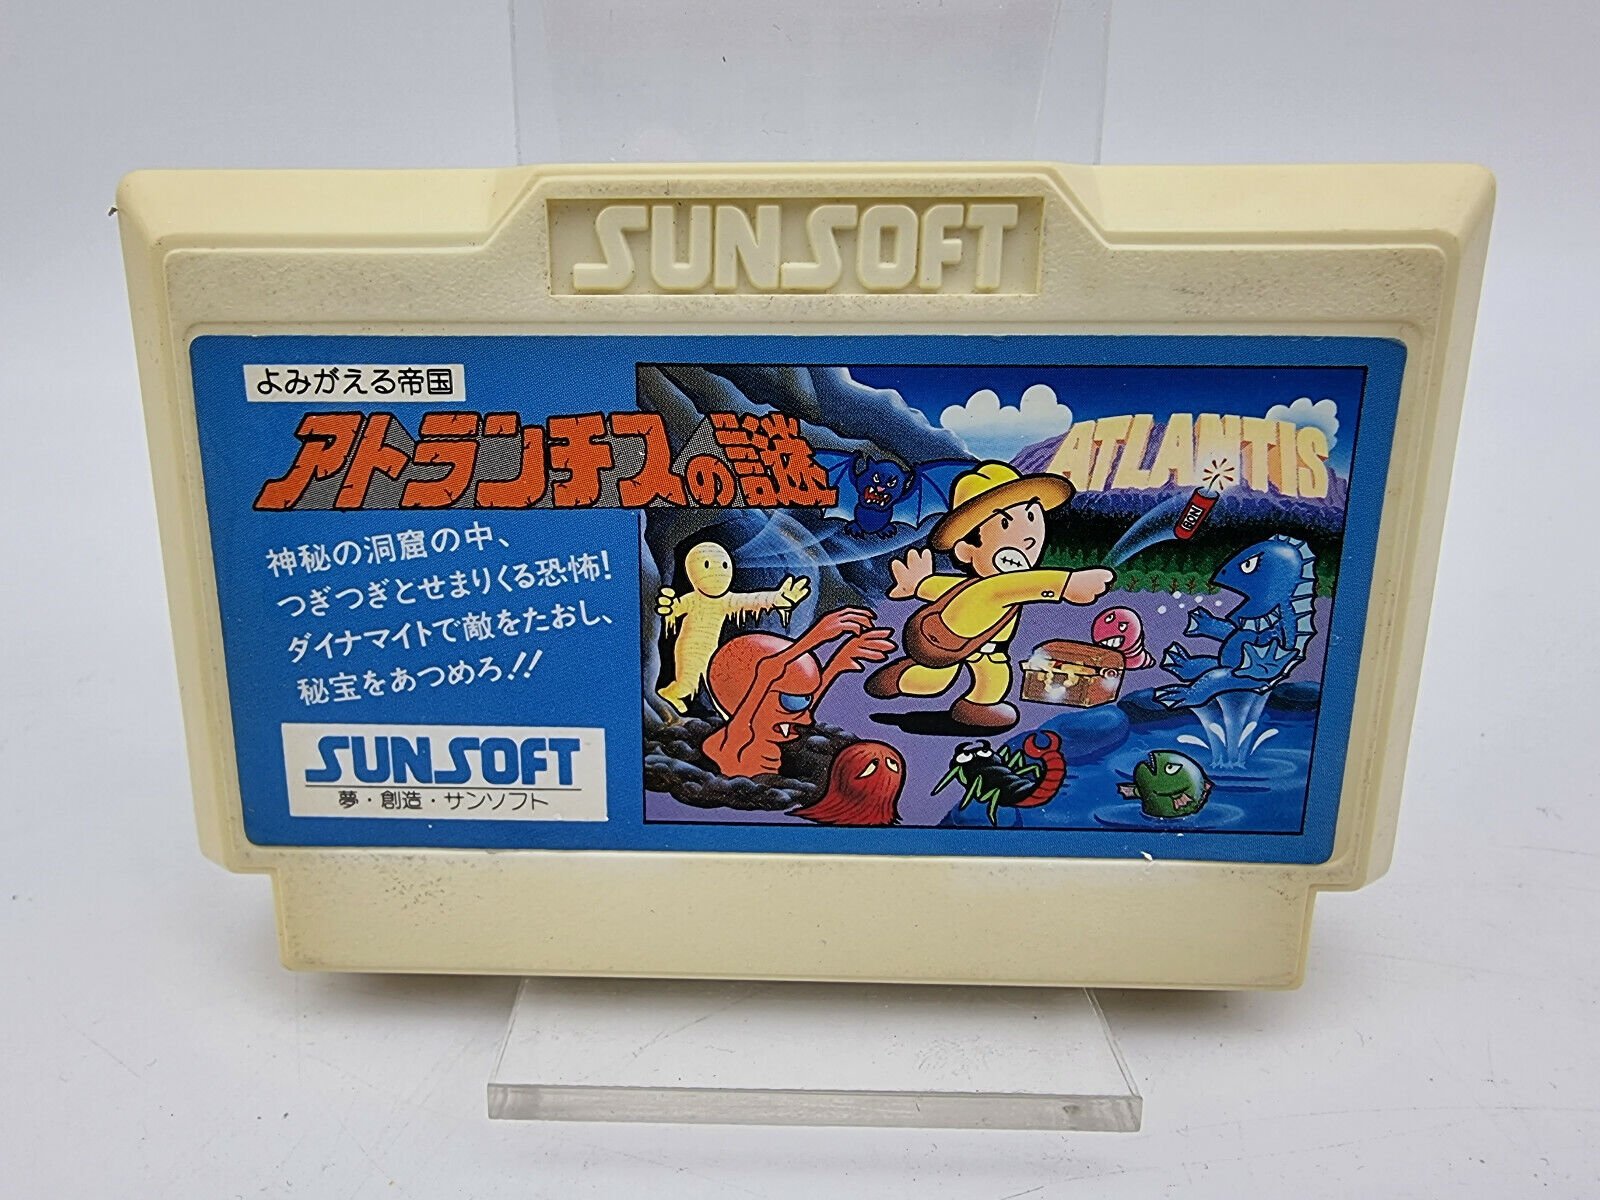 SUNSOFT
よみがえる帝国
アトランチスの謎
神秘の洞窟の中、
つぎつぎとせまりくる恐怖!
ダイナマイトで敵をたおし、
秘宝をあつめろ!!
SUNSOFT
夢・創造・サンソフト
ATLANTIS
BON!